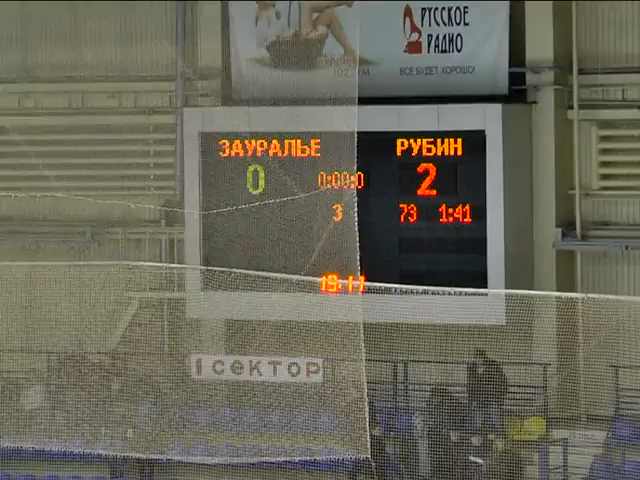 РУССКОЕ
РАДИО
ВСЕ БУДЕТ ХОРОШО!
ЗАУРАЛЬЕ РУБИН
0 0:00:0 2
3 73 1:41
19:11
1 сектор